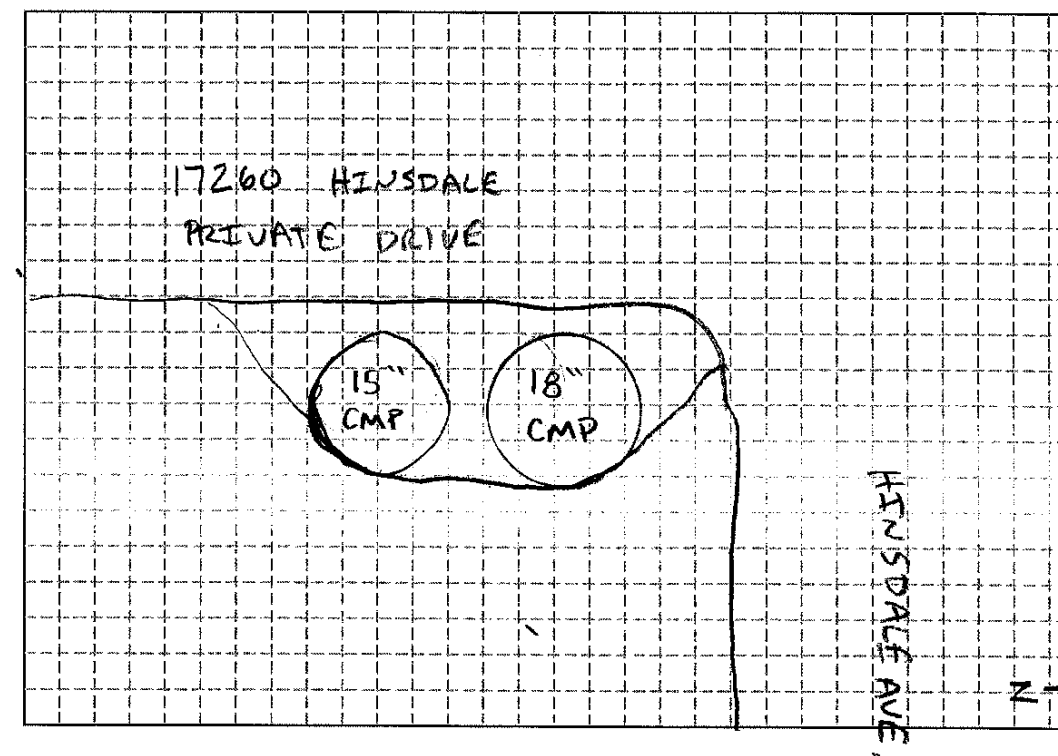 17260 HINSDALE
PRIVATE DRIVE
15"
CMP
18"
CMP
HINSDALE AVE.
N